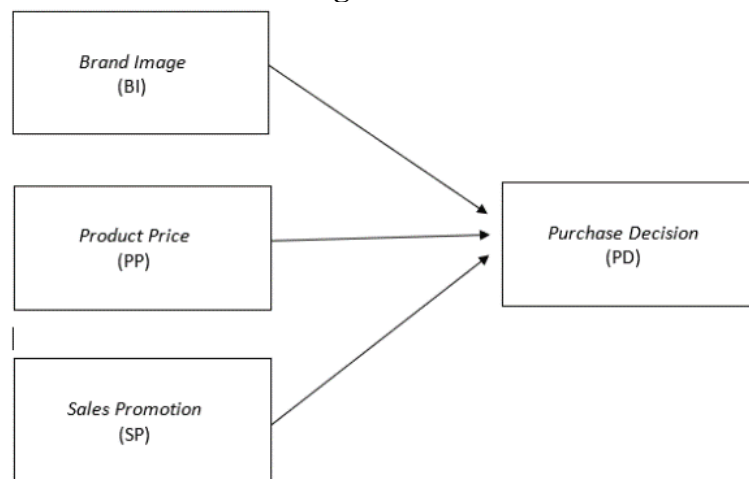 Brand Image
(BI)
Product Price
(PP)
Purchase Decision
(PD)
Sales Promotion
(SP)